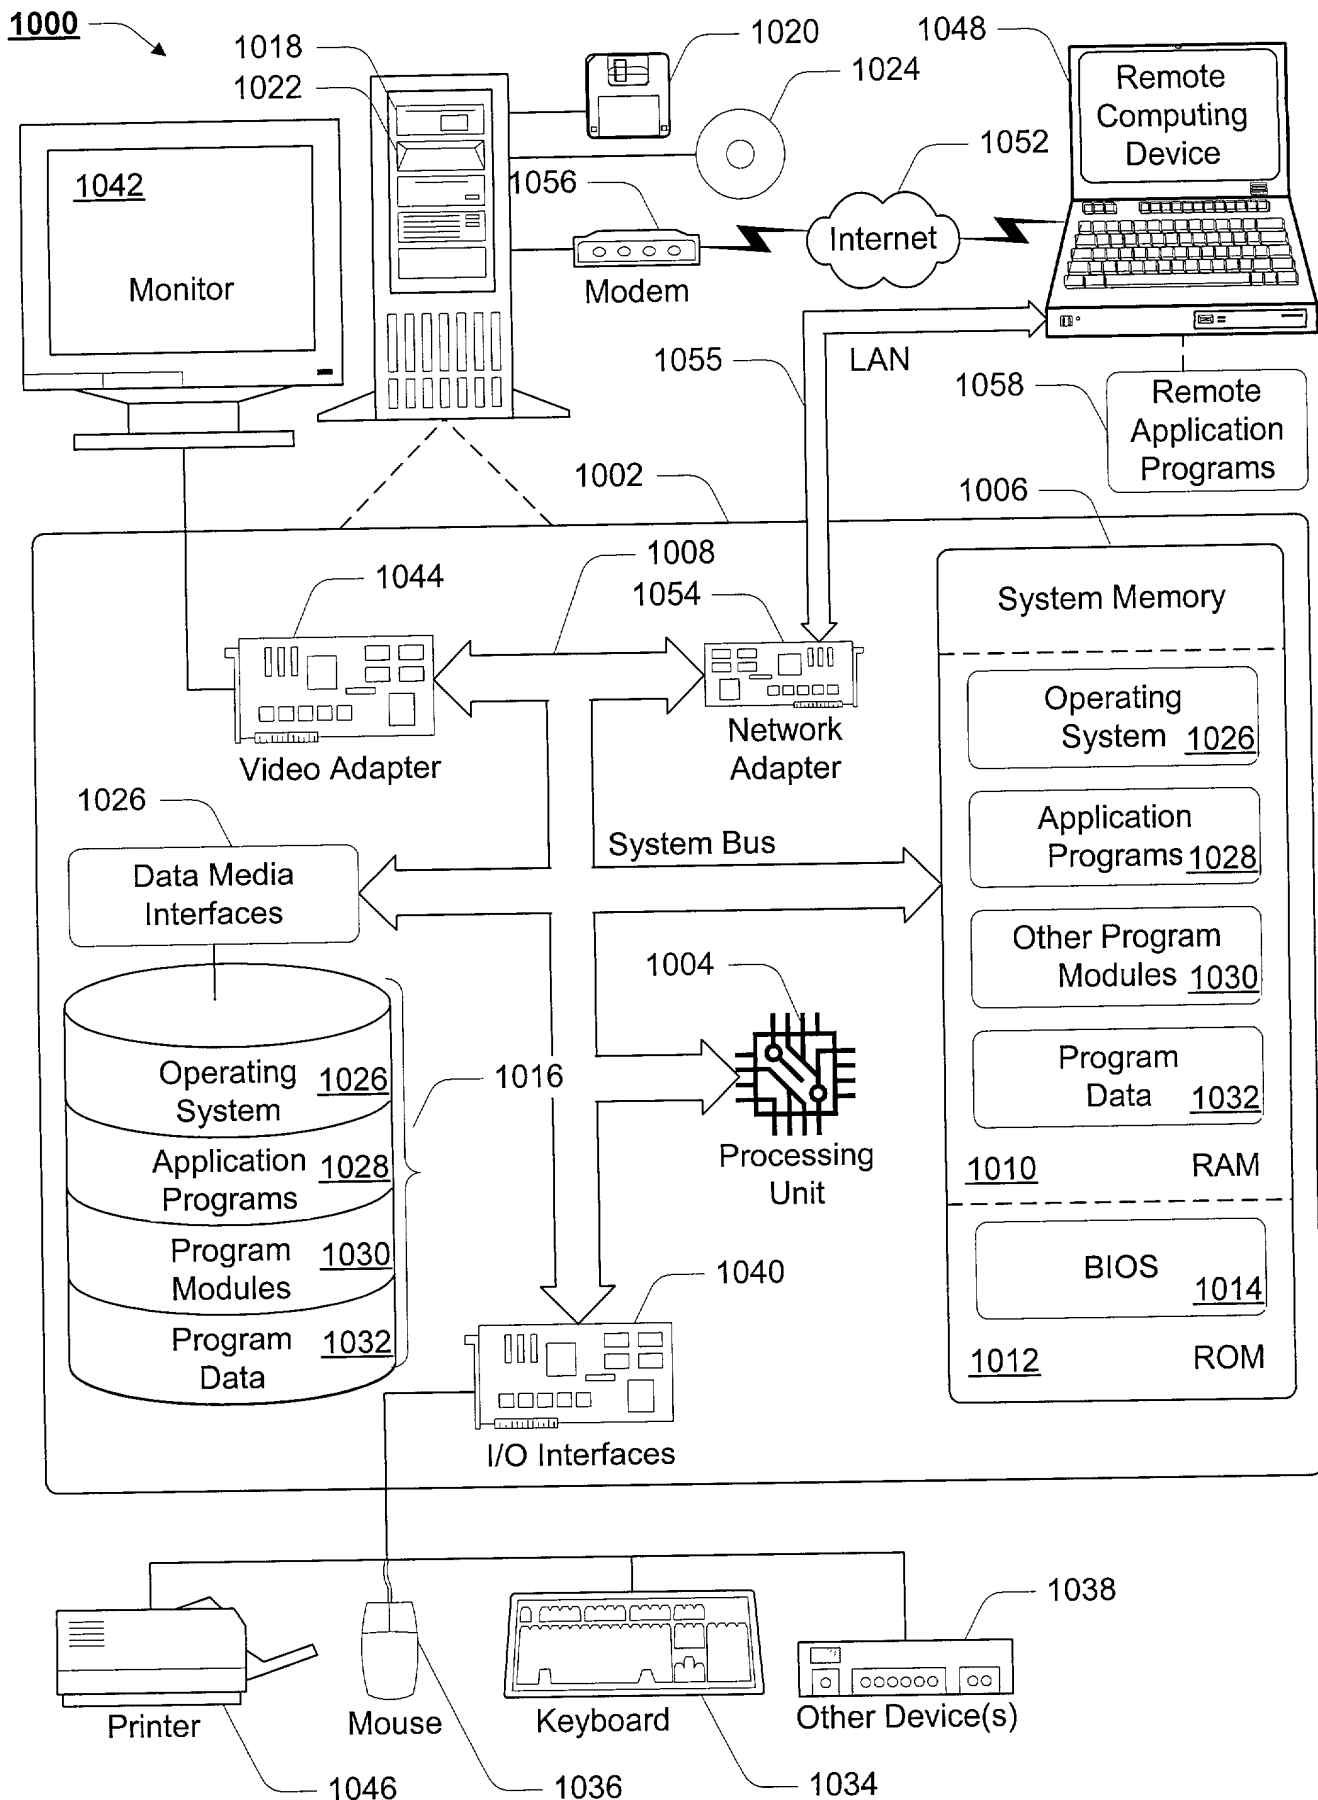 1000
1018
1022
1020
1024
1048
Remote
Computing
Device
1042
Monitor
1056
1052
Internet
Modem
1055
LAN
1058
Remote
Application
Programs
1002
1006
1008
1044
1054
System Memory
Operating
System 1026
Video Adapter
Network
Adapter
1026
Application
Programs 1028
System Bus
Data Media
Interfaces
Other Program
Modules 1030
1004
Operating
System 1026
1016
Program
Data 1032
Application
Programs 1028
Processing
Unit
1010 RAM
Program
Modules 1030
1040
BIOS 1014
Program
Data 1032
1012 ROM
I/O Interfaces
1038
Printer
Mouse
Keyboard
Other Device(s)
1046
1036
1034